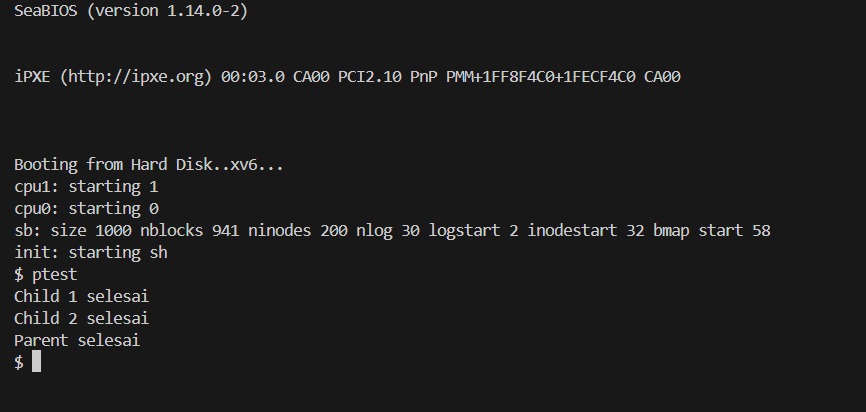 SeaBIOS (version 1.14.0-2)
iPXE (http://ipxe.org) 00:03.0 CA00 PCI2.10 PnP PMM+1FF8F4C0+1FECF4C0 CA00
Booting from Hard Disk..xv6...
cpu1: starting 1
cpu0: starting 0
sb: size 1000 nblocks 941 ninodes 200 nlog 30 logstart 2 inodestart 32 bmap start 58
init: starting sh
$ ptest
Child 1 selesai
Child 2 selesai
Parent selesai
$